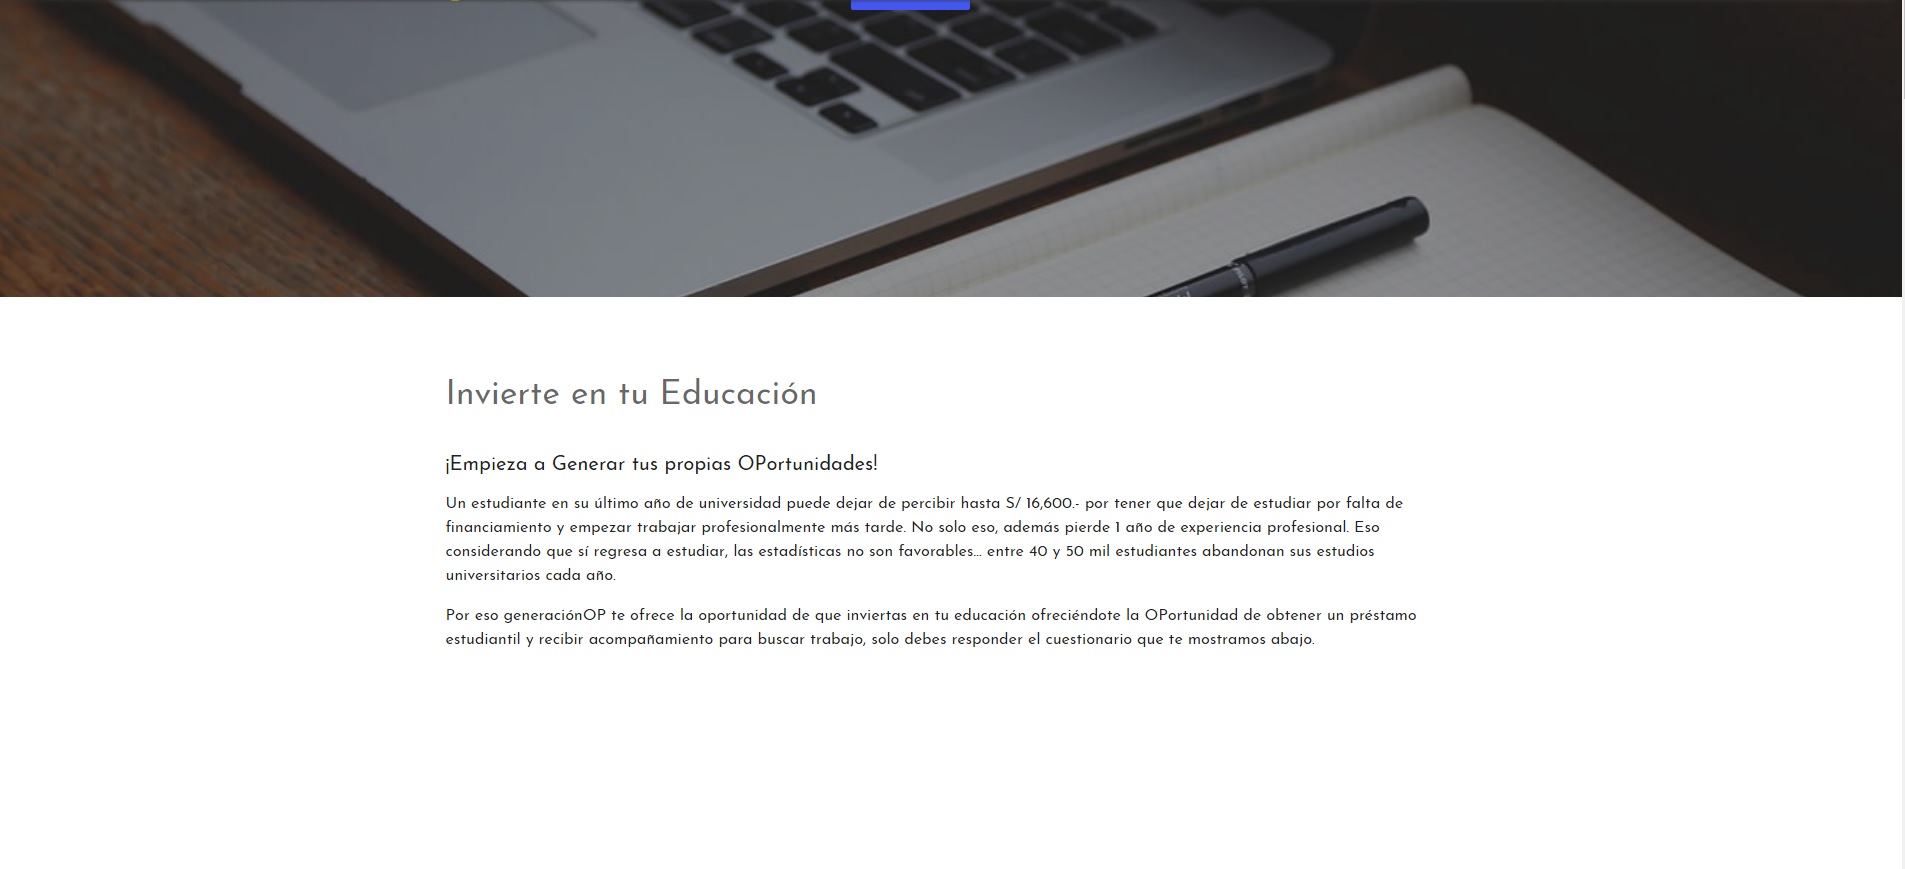 Invierte en tu Educación
¡Empieza a Generar tus propias OPortunidades!
Un estudiante en su último año de universidad puede dejar de percibir hasta S/ 16,600.- por tener que dejar de estudiar por falta de
financiamiento y empezar trabajar profesionalmente más tarde. No solo eso, además pierde 1 año de experiencia profesional. Eso
considerando que sí regresa a estudiar, las estadísticas no son favorables... entre 40 y 50 mil estudiantes abandonan sus estudios
universitarios cada año.
Por eso generaciónOP te ofrece la oportunidad de que inviertas en tu educación ofreciéndote la OPortunidad de obtener un préstamo
estudiantil y recibir acompañamiento para buscar trabajo, solo debes responder el cuestionario que te mostramos abajo.